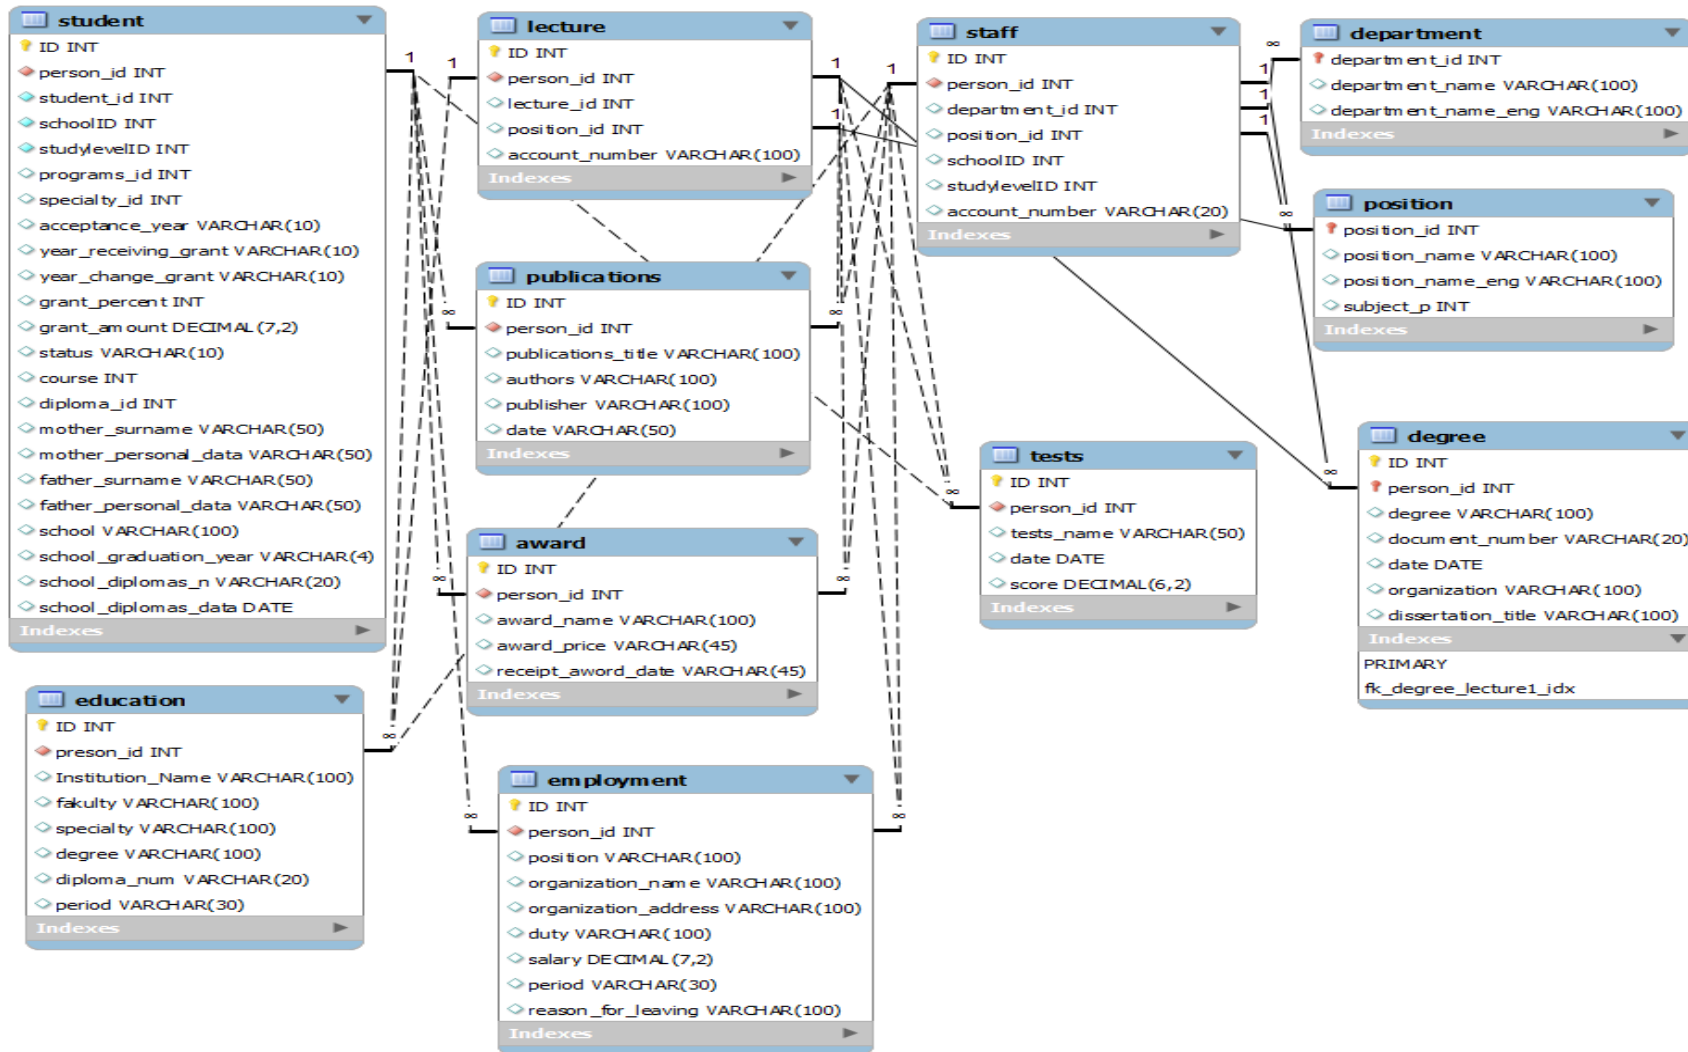 student
ID INT
person_id INT
student_id INT
schoolID INT
studylevelID INT
programs_id INT
specialty_id INT
acceptance_year VARCHAR(10)
year_receiving_grant VARCHAR(10)
year_change_grant VARCHAR(10)
grant_percent INT
grant_amount DECIMAL(7,2)
status VARCHAR(10)
course INT
diploma_id INT
mother_surname VARCHAR(50)
mother_personal_data VARCHAR(50)
father_surname VARCHAR(50)
father_personal_data VARCHAR(50)
school VARCHAR(100)
school_graduation_year VARCHAR(4)
school_diplomas_n VARCHAR(20)
school_diplomas_data DATE
Indexes
education
ID INT
preson_id INT
Institution_Name VARCHAR(100)
fakulty VARCHAR(100)
specialty VARCHAR(100)
degree VARCHAR(100)
diploma_num VARCHAR(20)
period VARCHAR(30)
Indexes
lecture
ID INT
person_id INT
lecture_id INT
position_id INT
account_number VARCHAR(100)
Indexes
publications
ID INT
person_id INT
publications_title VARCHAR(100)
authors VARCHAR(100)
publisher VARCHAR(100)
date VARCHAR(50)
Indexes
award
ID INT
person_id INT
award_name VARCHAR(100)
award_price VARCHAR(45)
receipt_aword_date VARCHAR(45)
Indexes
employment
ID INT
person_id INT
position VARCHAR(100)
organization_name VARCHAR(100)
organization_address VARCHAR(100)
duty VARCHAR(100)
salary DECIMAL(7,2)
period VARCHAR(30)
reason_for_leaving VARCHAR(100)
Indexes
staff
ID INT
person_id INT
department_id INT
position_id INT
schoolID INT
studylevelID INT
account_number VARCHAR(20)
Indexes
tests
ID INT
person_id INT
tests_name VARCHAR(50)
date DATE
score DECIMAL(6,2)
Indexes
department
department_id INT
department_name VARCHAR(100)
department_name_eng VARCHAR(100)
Indexes
position
position_id INT
position_name VARCHAR(100)
position_name_eng VARCHAR(100)
subject_p INT
Indexes
degree
ID INT
person_id INT
degree VARCHAR(100)
document_number VARCHAR(20)
date DATE
organization VARCHAR(100)
dissertation_title VARCHAR(100)
Indexes
PRIMARY
fk_degree_lecture1_idx
1
1
1
1
1
1
1
1
∞
∞
∞
∞
∞
∞
∞
∞
∞
∞
∞